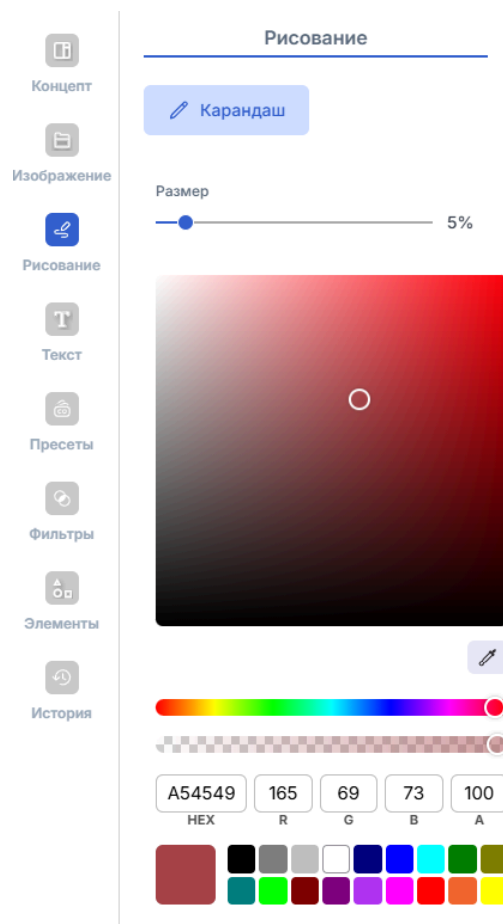 Рисование
Концепт
Карандаш
Изображение
Размер
5%
Рисование
Текст
Пресеты
Фильтры
Элементы
История
A54549 165 69 73 100
HEX R G B A